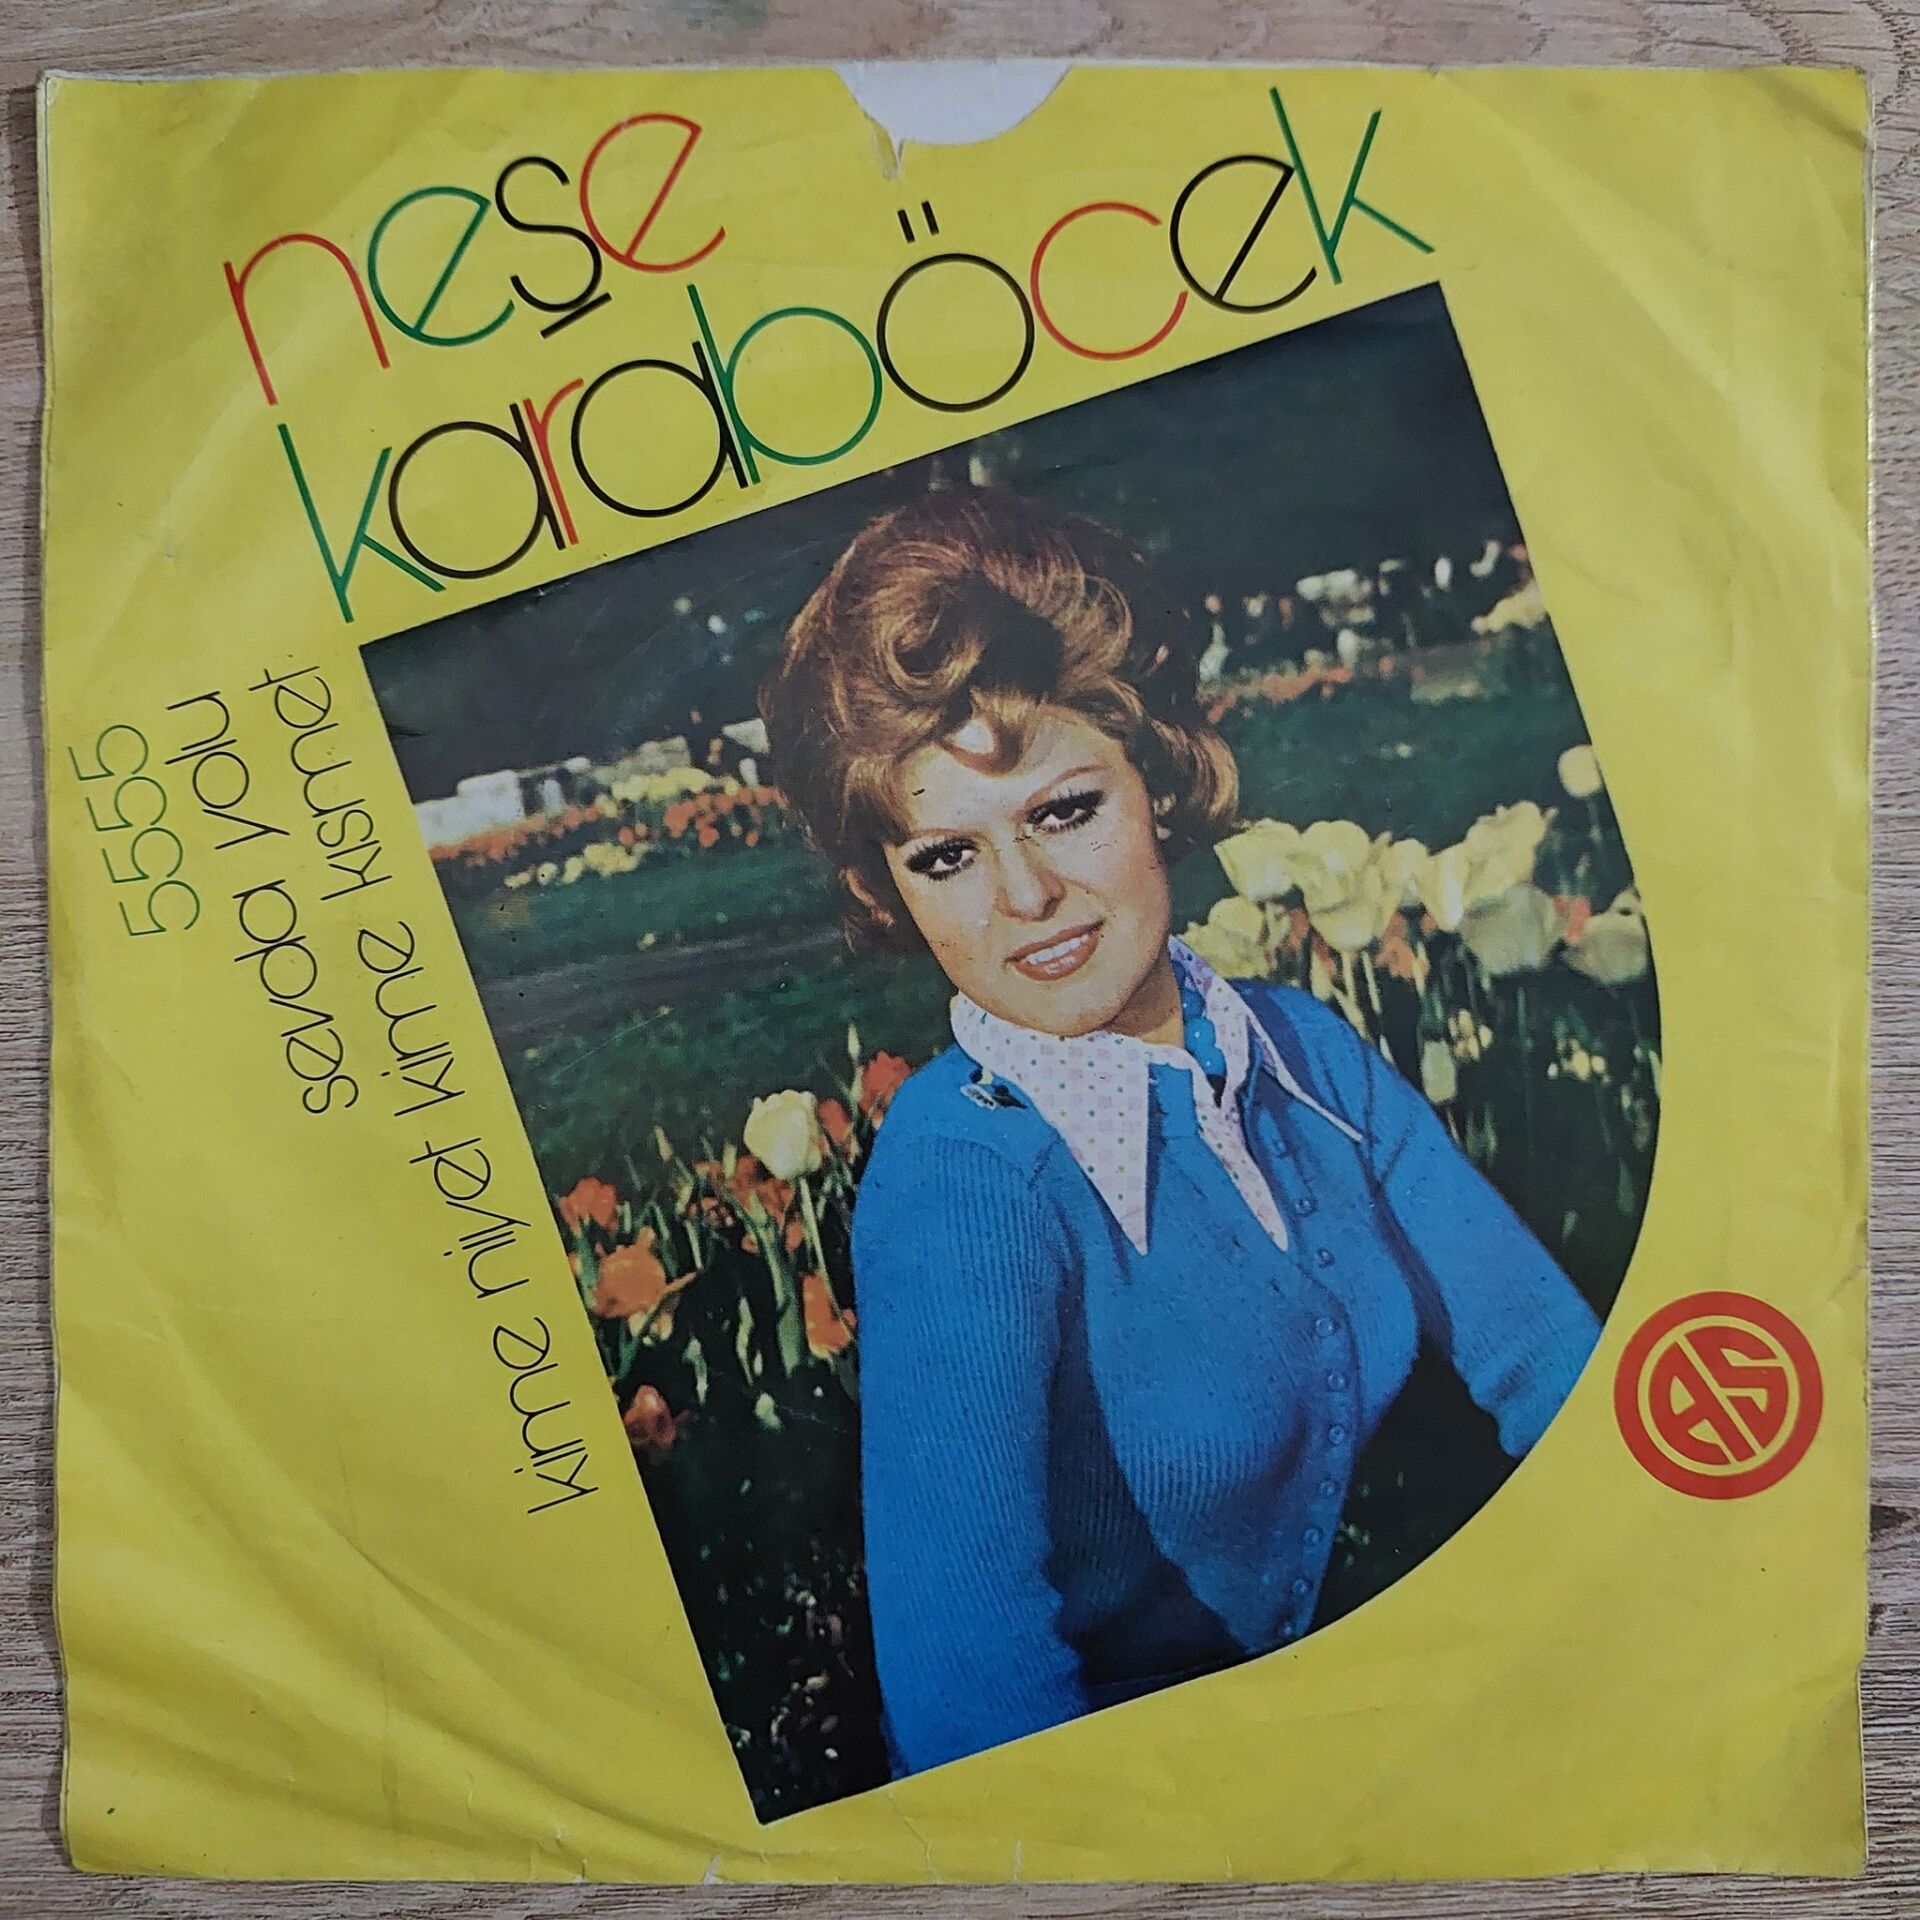 neşe
karaböcek
5555
sevda yolu
kime niyet kime kısmet
AS